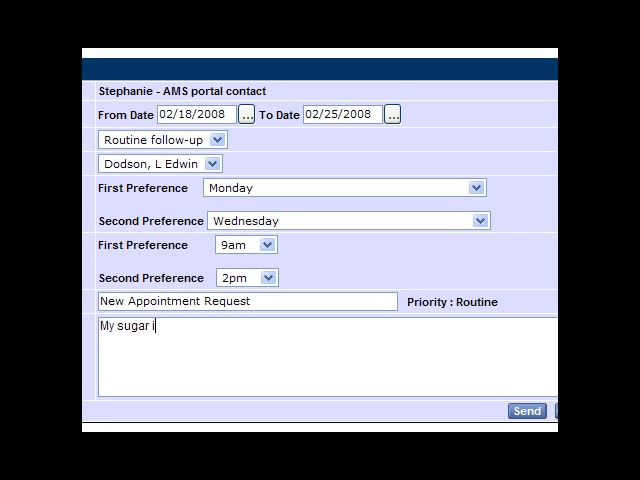 Stephanie - AMS portal contact
From Date 02/18/2008 ... To Date 02/25/2008 ...
Routine follow-up
Dodson, L Edwin
First Preference Monday
Second Preference Wednesday
First Preference 9am
Second Preference 2pm
New Appointment Request Priority : Routine
My sugar i
Send